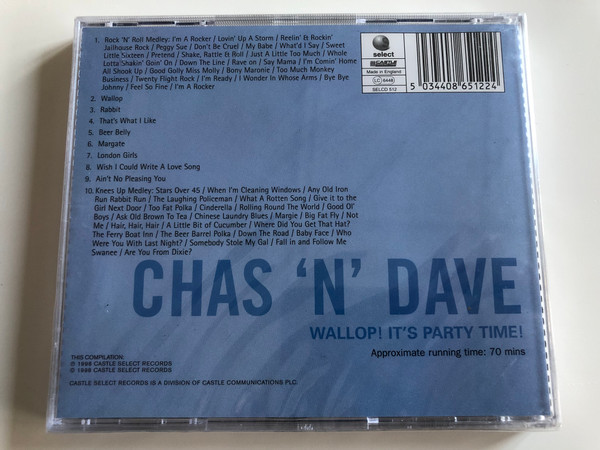 1. Rock 'N' Roll Medley: I'm A Rocker / Lovin' Up A Storm / Reelin' & Rockin'
Jailhouse Rock / Peggy Sue / Don't Be Cruel / My Babe / What'd I Say / Sweet
Little Sixteen / Pretend / Shake, Rattle & Roll / Just A Little Too Much / Whole
Lotta Shakin' Goin' On / Down The Line / Rave on / Say Mama / I'm Comin' Home
All Shook Up / Good Golly Miss Molly / Bony Maronie / Too Much Monkey
Business / Twenty Flight Rock / I'm Ready / I Wonder In Whose Arms / Bye Bye
Johnny / Feel So Fine / I'm A Rocker
2. Wallop
3. Rabbit
4. That's What I Like
5. Beer Belly
6. Margate
7. London Girls
8. Wish I Could Write A Love Song
9. Ain't No Pleasing You
10. Knees Up Medley: Stars Over 45 / When I'm Cleaning Windows / Any Old Iron
Run Rabbit Run / The Laughing Policeman / What A Rotten Song / Give it to the
Girl Next Door / Too Fat Polka / Cinderella / Rolling Round The World / Good Ol'
Boys / Ask Old Brown To Tea / Chinese Laundry Blues / Margie / Big Fat Fly / Not
Me / Hair, Hair, Hair / A Little Bit of Cucumber / Where Did You Get That Hat?
The Ferry Boat Inn / The Beer Barrel Polka / Down The Road / Baby Face / Who
Were You With Last Night? / Somebody Stole My Gal / Fall in and Follow Me
Swanee / Are You From Dixie?
select
CASTLE
Made in England
LC 6448
SELCD 512
5 034408 651224
CHAS 'N' DAVE
WALLOP! IT'S PARTY TIME!
Approximate running time: 70 mins
THIS COMPILATION:
℗ 1998 CASTLE SELECT RECORDS
© 1998 CASTLE SELECT RECORDS
CASTLE SELECT RECORDS IS A DIVISION OF CASTLE COMMUNICATIONS PLC.